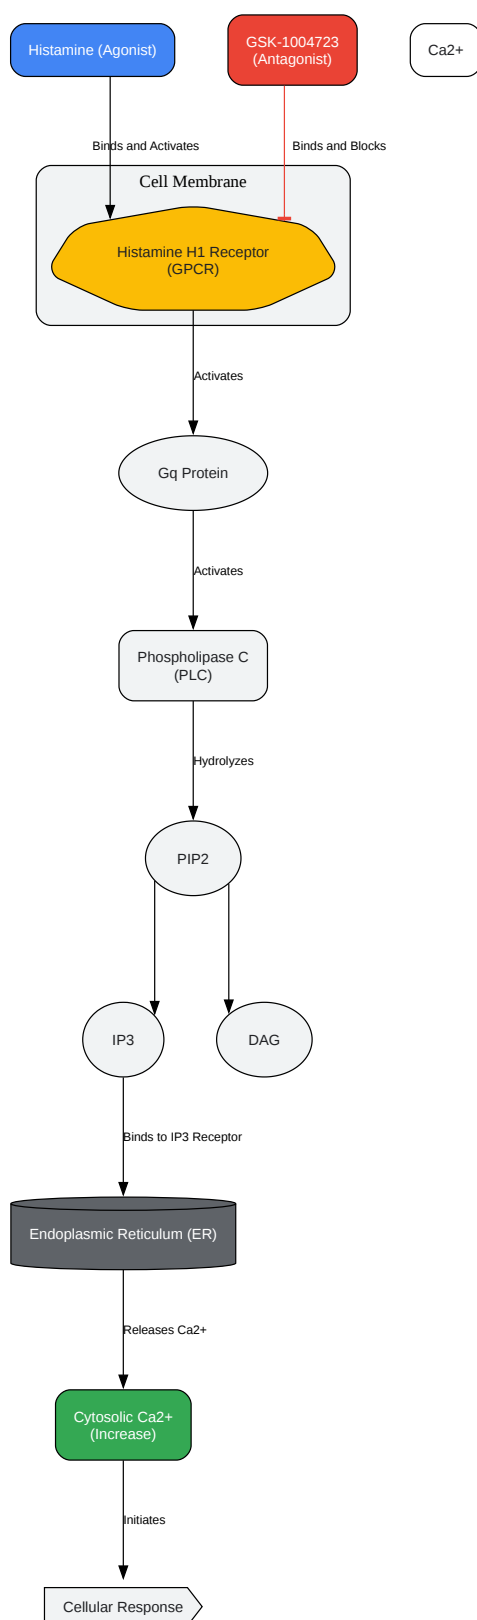 Histamine (Agonist)
GSK-1004723
(Antagonist)
Ca2+
Binds and Activates
Binds and Blocks
Cell Membrane
Histamine H1 Receptor
(GPCR)
Activates
Gq Protein
Activates
Phospholipase C
(PLC)
Hydrolyzes
PIP2
IP3
DAG
Binds to IP3 Receptor
Endoplasmic Reticulum (ER)
Releases Ca2+
Cytosolic Ca2+
(Increase)
Initiates
Cellular Response